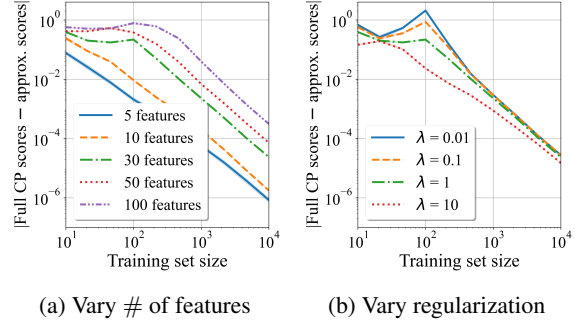 |Full CP scores − approx. scores|
10^0
10^-2
10^-4
10^-6
5 features
10 features
30 features
50 features
100 features
10^1
10^2
10^3
10^4
Training set size
(a) Vary # of features
|Full CP scores − approx. scores|
10^0
10^-2
10^-4
10^-6
λ = 0.01
λ = 0.1
λ = 1
λ = 10
10^1
10^2
10^3
10^4
Training set size
(b) Vary regularization